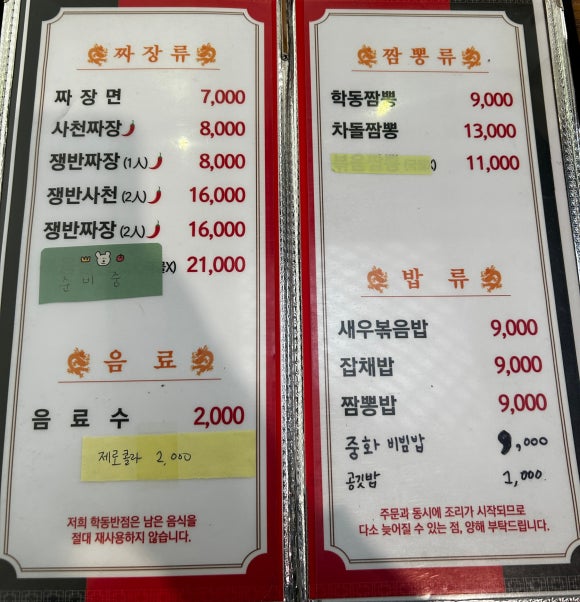 짜장류
짜장면 7,000
사천짜장 8,000
쟁반짜장 (1人) 8,000
쟁반사천 (2人) 16,000
쟁반짜장 (2人) 16,000
준비중 X) 21,000
음료
음료수 2,000
제로콜라 2,000
저희 학동반점은 남은 음식을
절대 재사용하지 않습니다.
짬뽕류
학동짬뽕 9,000
차돌짬뽕 13,000
11,000
밥류
새우볶음밥 9,000
잡채밥 9,000
짬뽕밥 9,000
중화 비빔밥 9,000
공깃밥 1,000
주문과 동시에 조리가 시작되므로
다소 늦어질 수 있는 점, 양해 부탁드립니다.